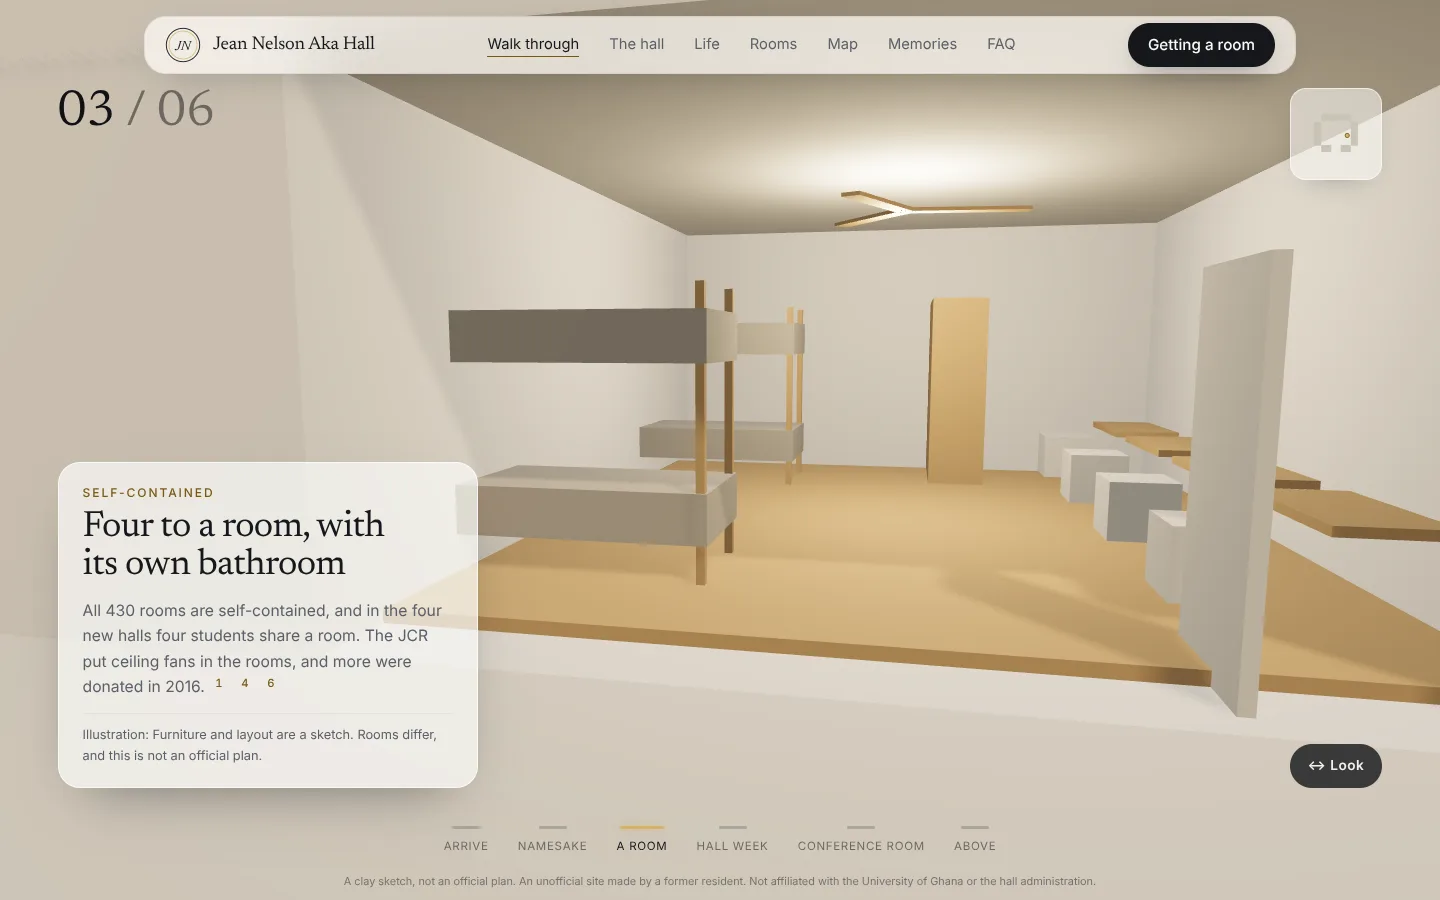 JN
Jean Nelson Aka Hall
Walk through
The hall
Life
Rooms
Map
Memories
FAQ
Getting a room
03 / 06
SELF-CONTAINED
Four to a room, with
its own bathroom
All 430 rooms are self-contained, and in the four
new halls four students share a room. The JCR
put ceiling fans in the rooms, and more were
donated in 2016. 1 4 6
Illustration: Furniture and layout are a sketch. Rooms differ,
and this is not an official plan.
↔ Look
ARRIVE
NAMESAKE
A ROOM
HALL WEEK
CONFERENCE ROOM
ABOVE
A clay sketch, not an official plan. An unofficial site made by a former resident. Not affiliated with the University of Ghana or the hall administration.